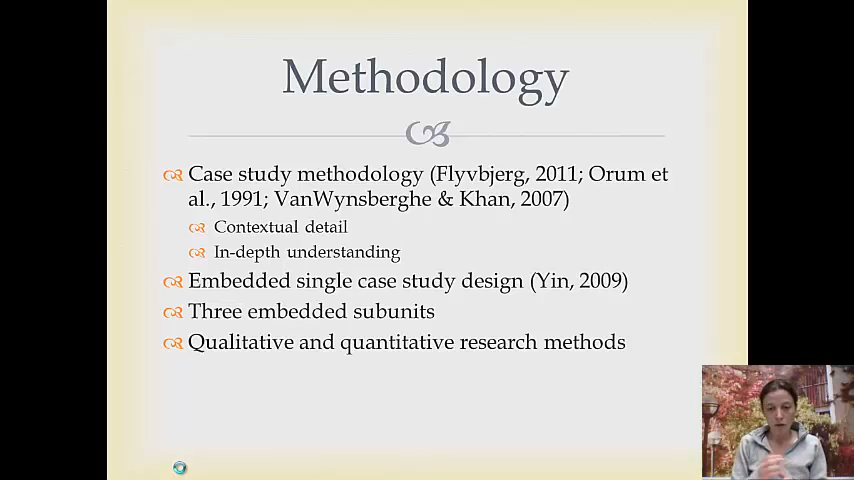 Methodology
Case study methodology (Flyvbjerg, 2011; Orum et
al., 1991; VanWynsberghe & Khan, 2007)
Contextual detail
In-depth understanding
Embedded single case study design (Yin, 2009)
Three embedded subunits
Qualitative and quantitative research methods